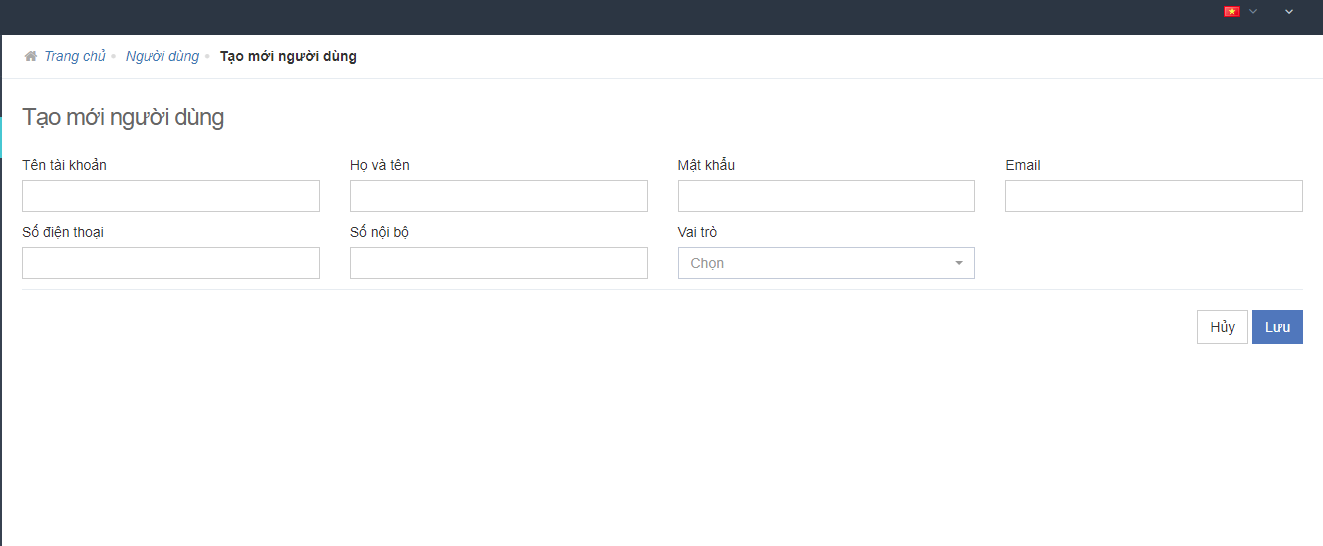 Trang chủ Người dùng Tạo mới người dùng
Tạo mới người dùng
Tên tài khoản Họ và tên Mật khẩu Email
Số điện thoại Số nội bộ Vai trò
Chọn
Hủy Lưu